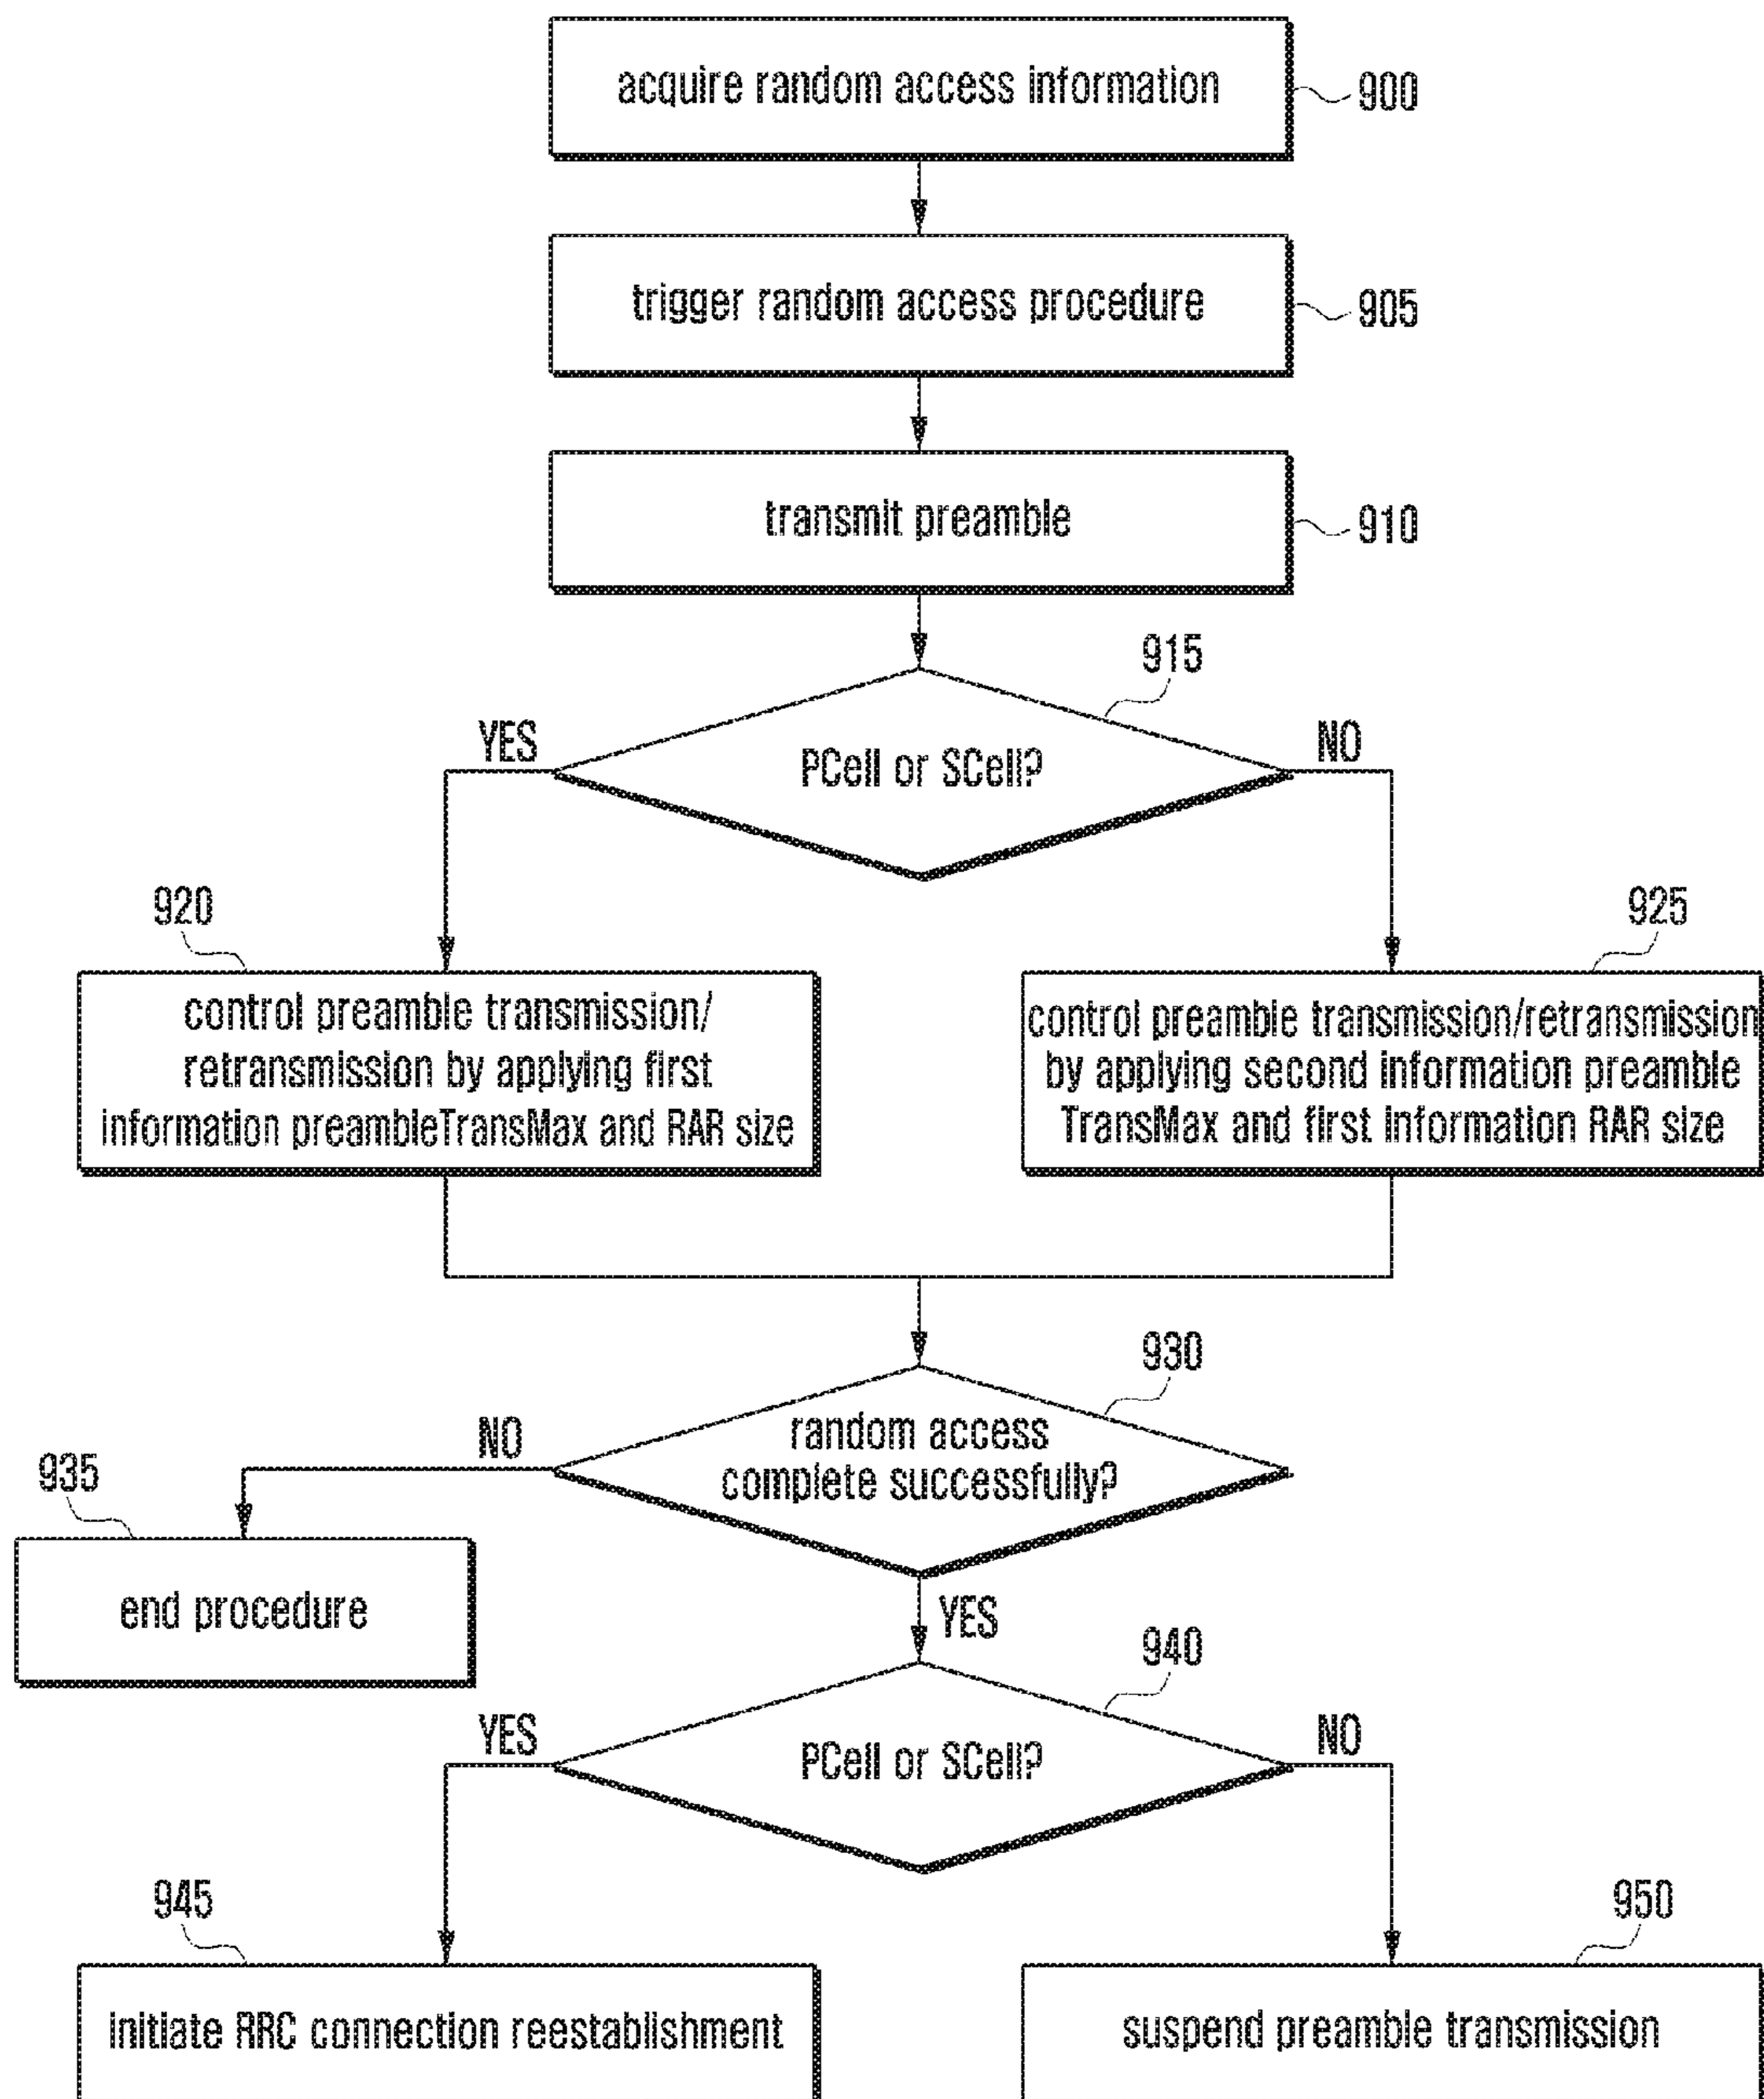 acquire random access information
900
trigger random access procedure
905
transmit preamble
910
915
YES
PCell or SCell?
NO
920
925
control preamble transmission/
retransmission by applying first
information preambleTransMax and RAR size
control preamble transmission/retransmission
by applying second information preamble
TransMax and first information RAR size
930
NO
random access
complete successfully?
935
end procedure
YES
940
YES
PCell or SCell?
NO
945
950
initiate RRC connection reestablishment
suspend preamble transmission